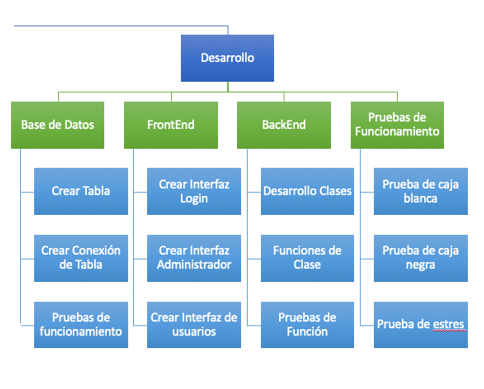 Desarrollo
Base de Datos
FrontEnd
BackEnd
Pruebas de
Funcionamiento
Crear Tabla
Crear Interfaz
Login
Desarrollo Clases
Prueba de caja
blanca
Crear Conexión
de Tabla
Crear Interfaz
Administrador
Funciones de
Clase
Prueba de caja
negra
Pruebas de
funcionamiento
Crear Interfaz de
usuarios
Pruebas de
Función
Prueba de estres